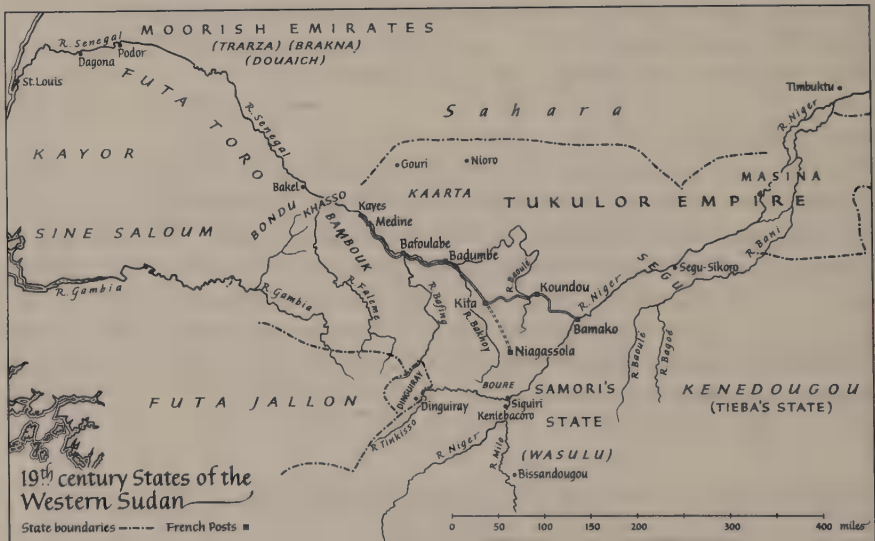 MOORISH EMIRATES
(TRARZA) (BRAKNA)
(DOUAICH)
R. Senegal
Podor
Dagona
St. Louis
FUTA TORO
Timbuktu
Sahara
R. Niger
R. Senegal
KAYOR
Gouri
Nioro
MASINA
Bakel
KAARTA
TUKULOR EMPIRE
KHASSO
Kayes
BONDU
BAMBOUK
Medine
SINE SALOUM
Bafoulabe
Badumbe
R. Baoule
SEGU
R. Bani
Segu-Sikoro
Koundou
R. Niger
R. Gambia
R. Gambia
R. Faleme
R. Bafing
Kita
R. Bakhoy
Bamako
Niagassola
R. Baoule
R. Bagoe
DINGUIRAY
BOURE
SAMORI'S
STATE
KENEDOUGOU
(TIEBA'S STATE)
FUTA JALLON
Dinguiray
Siguiri
Keniebacoro
R. Tinkisso
R. Niger
R. Milo
(WASULU)
Bissandougou
19th century States of the
Western Sudan
State boundaries French Posts
0 50 100 150 200 300 400 miles